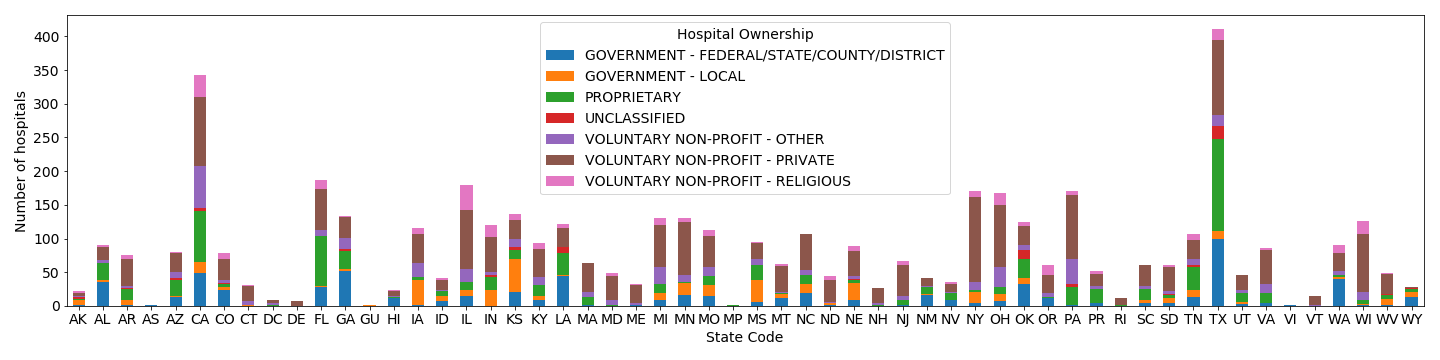 Hospital Ownership
GOVERNMENT - FEDERAL/STATE/COUNTY/DISTRICT
GOVERNMENT - LOCAL
PROPRIETARY
UNCLASSIFIED
VOLUNTARY NON-PROFIT - OTHER
VOLUNTARY NON-PROFIT - PRIVATE
VOLUNTARY NON-PROFIT - RELIGIOUS
Number of hospitals
400
350
300
250
200
150
100
50
0
AK AL AR AS AZ CA CO CT DC DE FL GA GU HI IA ID IL IN KS KY LA MA MD ME MI MN MO MP MS MT NC ND NE NH NJ NM NV NY OH OK OR PA PR RI SC SD TN TX UT VA VI VT WA WI WV WY
State Code